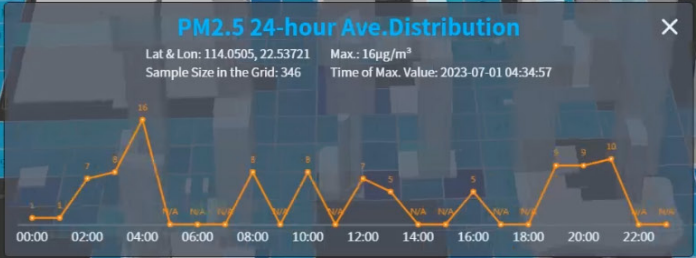 PM2.5 24-hour Ave.Distribution
Lat & Lon: 114.0505, 22.53721 Max.: 16μg/m³
Sample Size in the Grid: 346 Time of Max. Value: 2023-07-01 04:34:57
1 1 7 8 16 N/A N/A N/A 8 N/A 8 N/A 7 5 N/A N/A 5 N/A N/A 9 9 10 N/A N/A
00:00 02:00 04:00 06:00 08:00 10:00 12:00 14:00 16:00 18:00 20:00 22:00